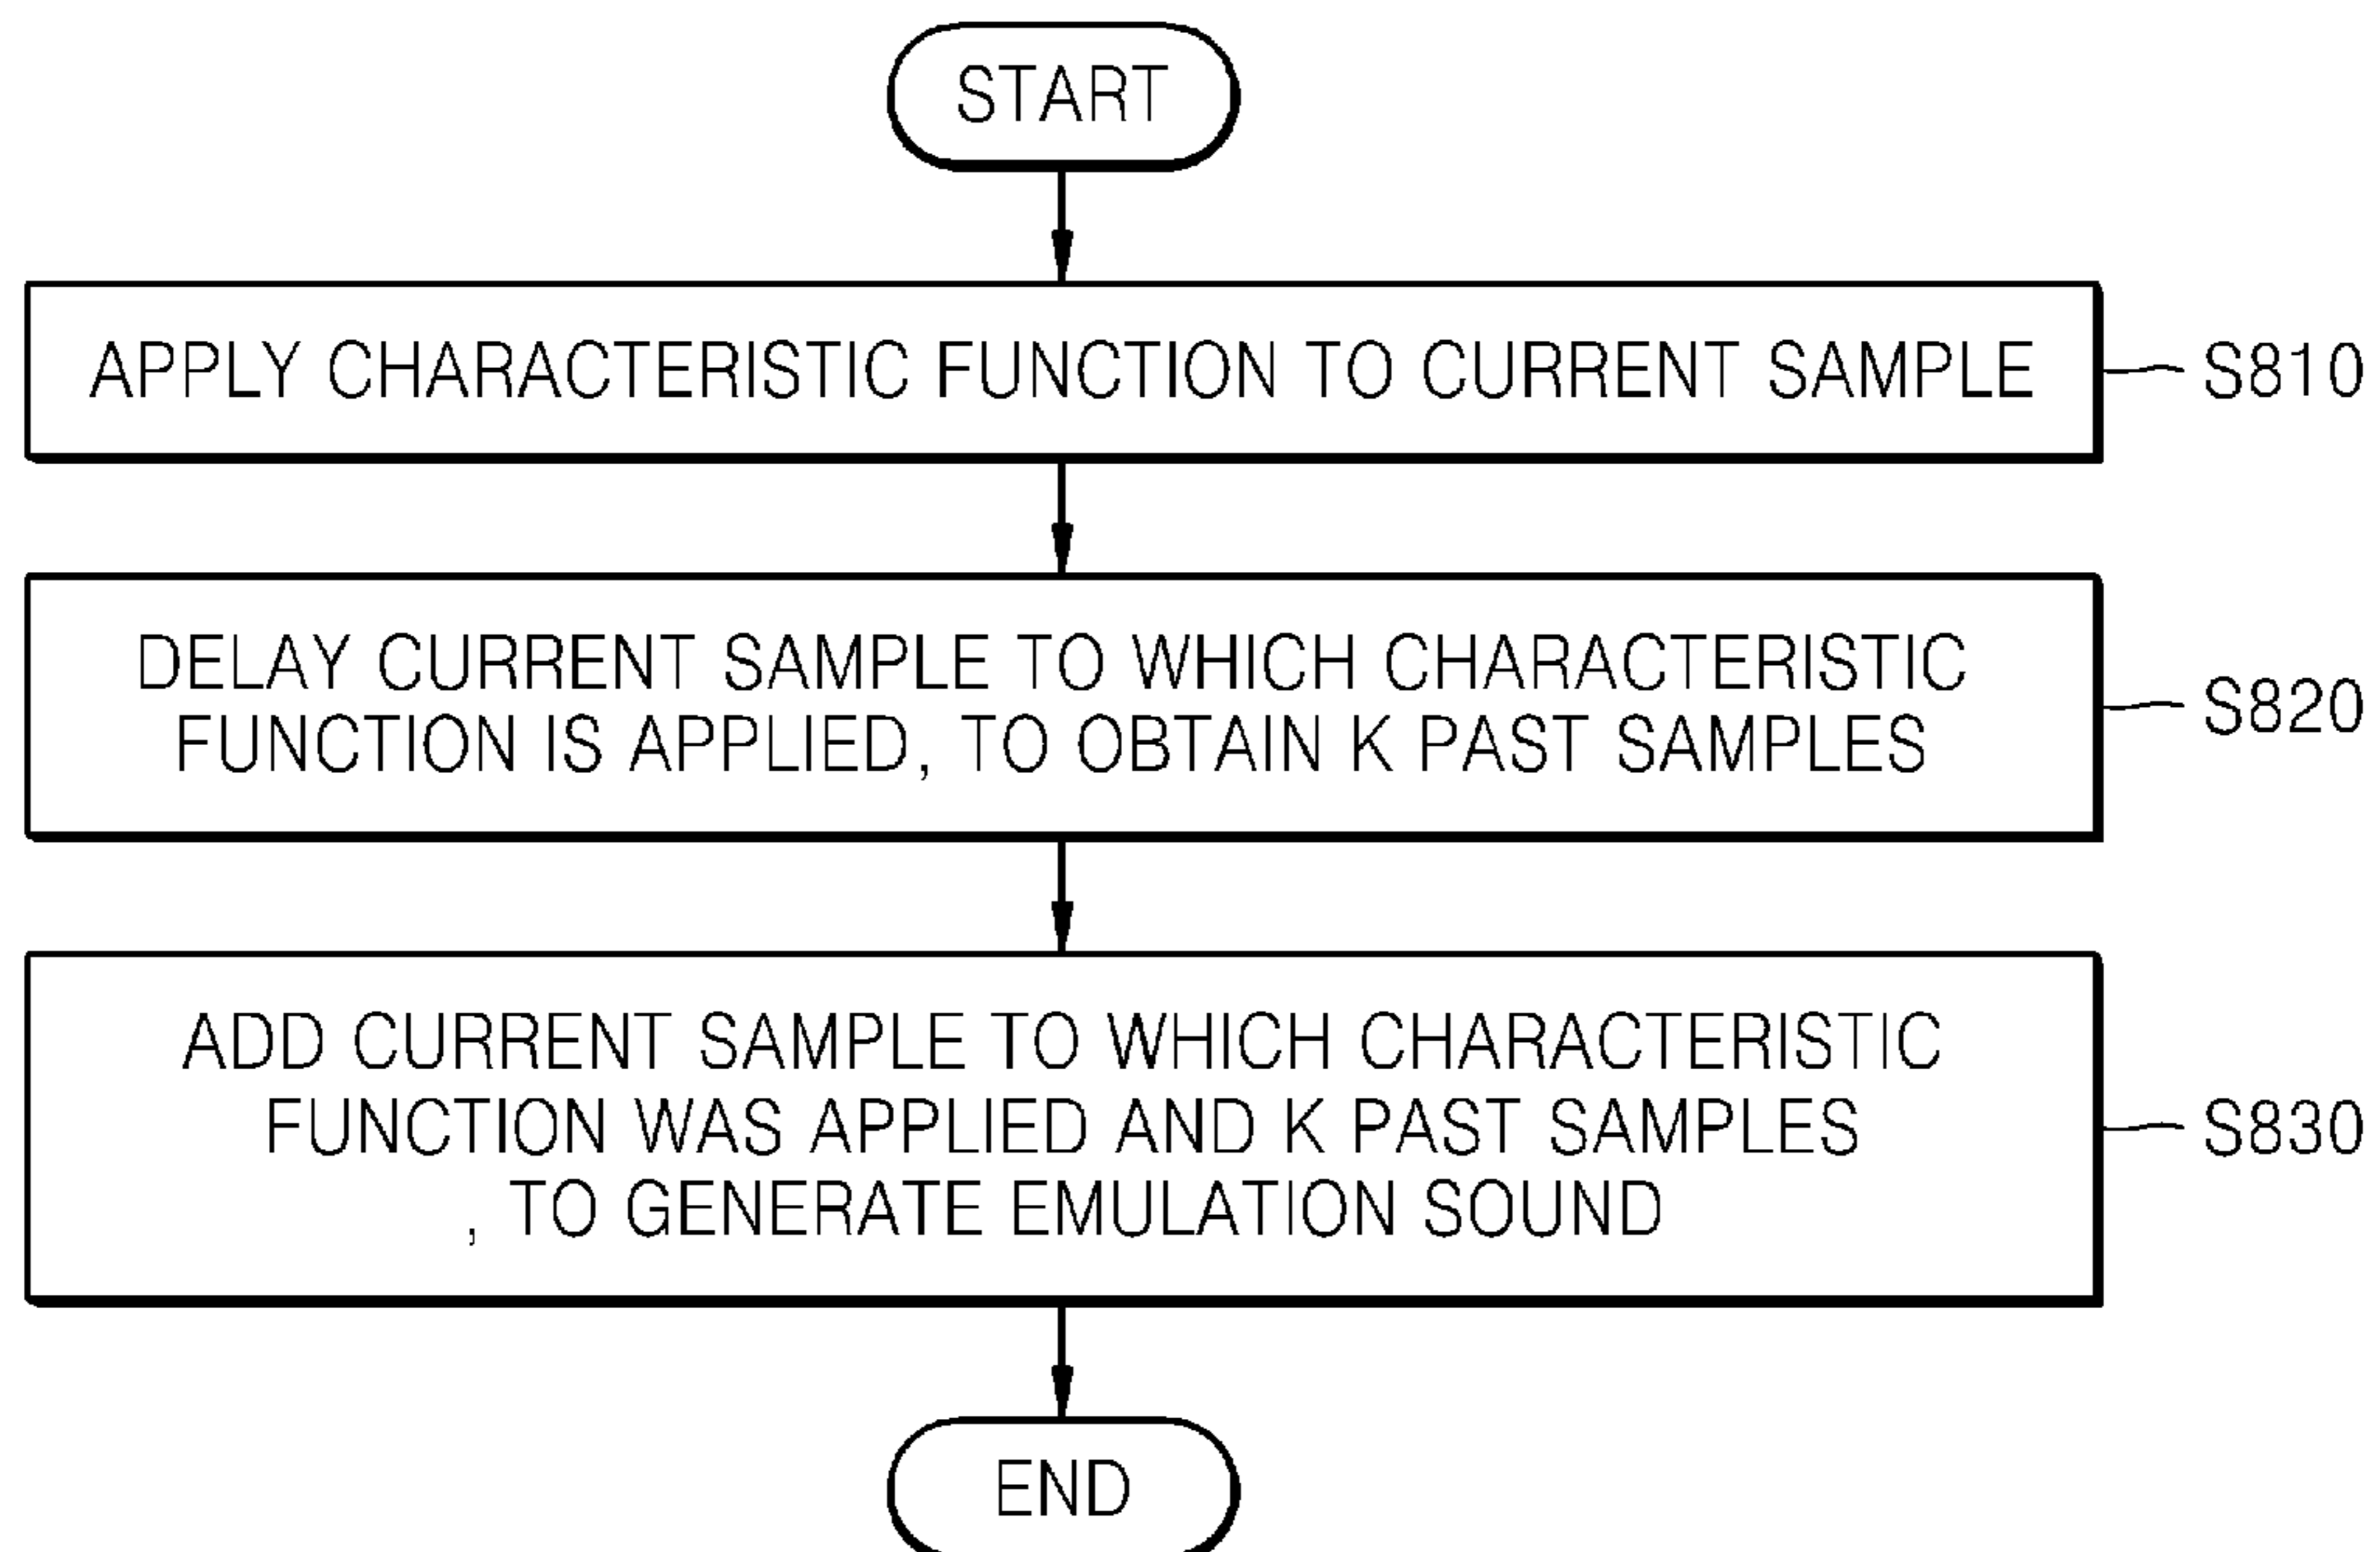 START
APPLY CHARACTERISTIC FUNCTION TO CURRENT SAMPLE
S810
DELAY CURRENT SAMPLE TO WHICH CHARACTERISTIC
FUNCTION IS APPLIED, TO OBTAIN K PAST SAMPLES
S820
ADD CURRENT SAMPLE TO WHICH CHARACTERISTIC
FUNCTION WAS APPLIED AND K PAST SAMPLES
, TO GENERATE EMULATION SOUND
S830
END